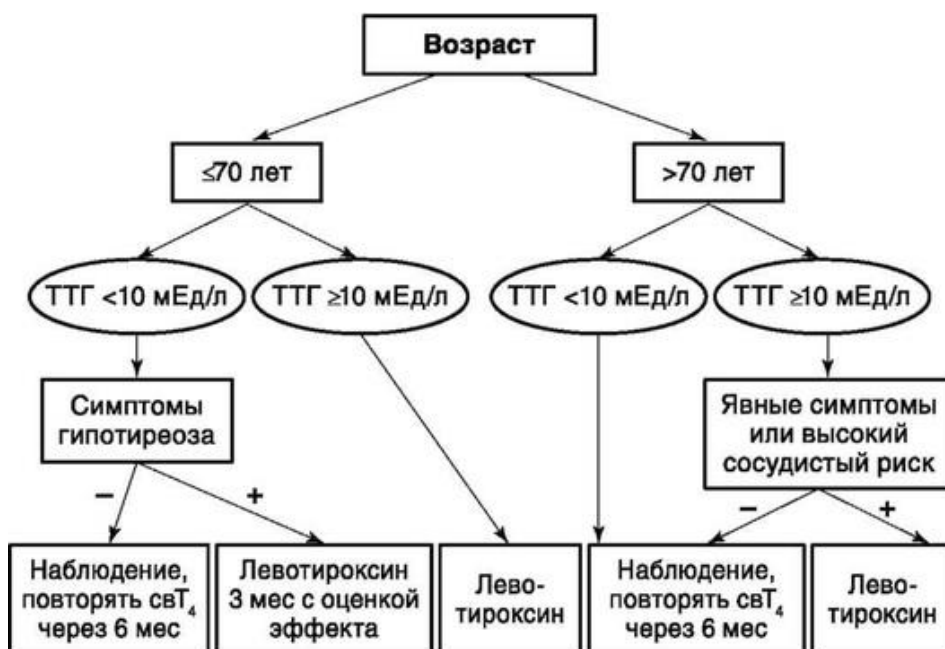 Возраст
≤70 лет
>70 лет
ТТГ <10 мЕд/л
ТТГ ≥10 мЕд/л
ТТГ <10 мЕд/л
ТТГ ≥10 мЕд/л
Симптомы
гипотиреоза
Явные симптомы
или высокий
сосудистый риск
–
+
–
+
Наблюдение,
повторять свТ₄
через 6 мес
Левотироксин
3 мес с оценкой
эффекта
Лево-
тироксин
Наблюдение,
повторять свТ₄
через 6 мес
Лево-
тироксин